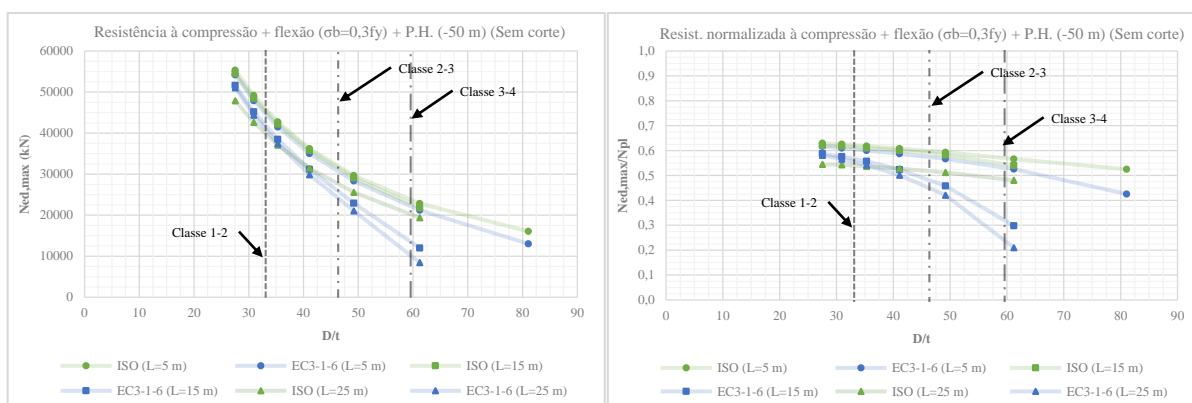 Resistência à compressão + flexão (σb=0,3fy) + P.H. (-50 m) (Sem corte)
60000
50000
40000
30000
20000
10000
0
Ned,max (kN)
Classe 2-3
Classe 3-4
Classe 1-2
0 10 20 30 40 50 60 70 80 90
D/t
ISO (L=5 m) EC3-1-6 (L=5 m) ISO (L=15 m)
EC3-1-6 (L=15 m) ISO (L=25 m) EC3-1-6 (L=25 m)
Resist. normalizada à compressão + flexão (σb=0,3fy) + P.H. (-50 m) (Sem corte)
1,0
0,9
0,8
0,7
0,6
0,5
0,4
0,3
0,2
0,1
0,0
Ned,max/Npl
Classe 2-3
Classe 3-4
Classe 1-2
0 10 20 30 40 50 60 70 80 90
D/t
ISO (L=5 m) EC3-1-6 (L=5 m) ISO (L=15 m)
EC3-1-6 (L=15 m) ISO (L=25 m) EC3-1-6 (L=25 m)